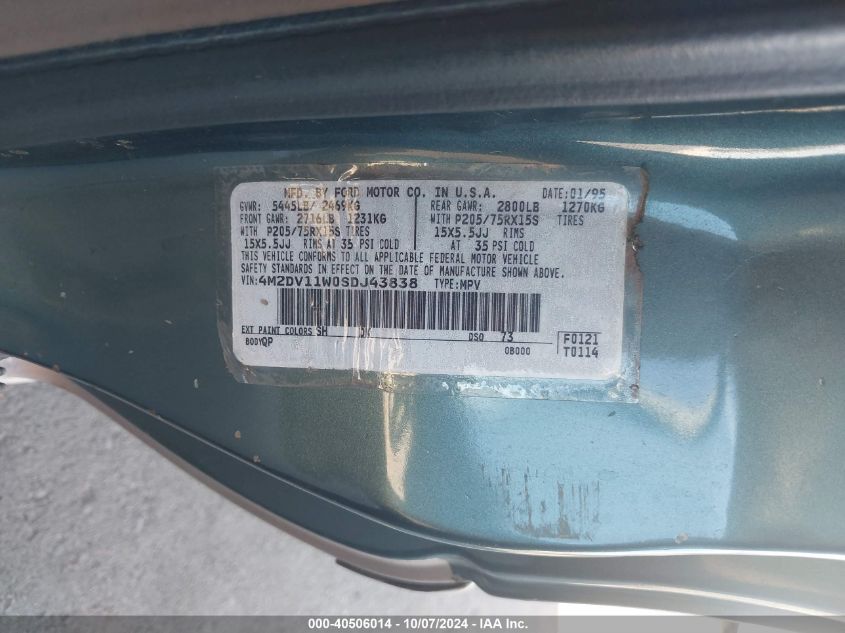 MFD. BY FORD MOTOR CO. IN U.S.A. DATE:01/95
GVWR: 5445LB/ 2469KG REAR GAWR: 2800LB 1270KG
FRONT GAWR: 2716LB 1231KG WITH P205/75RX15S TIRES
WITH P205/75RX15S TIRES 15X5.5JJ RIMS
15X5.5JJ RIMS AT 35 PSI COLD AT 35 PSI COLD
THIS VEHICLE CONFORMS TO ALL APPLICABLE FEDERAL MOTOR VEHICLE
SAFETY STANDARDS IN EFFECT ON THE DATE OF MANUFACTURE SHOWN ABOVE.
VIN:4M2DV11W0SDJ43838 TYPE:MPV
EXT PAINT COLORS SH DSO 73 F0121
BODY QP 0B000 T0114
000-40506014 - 10/07/2024 - IAA Inc.